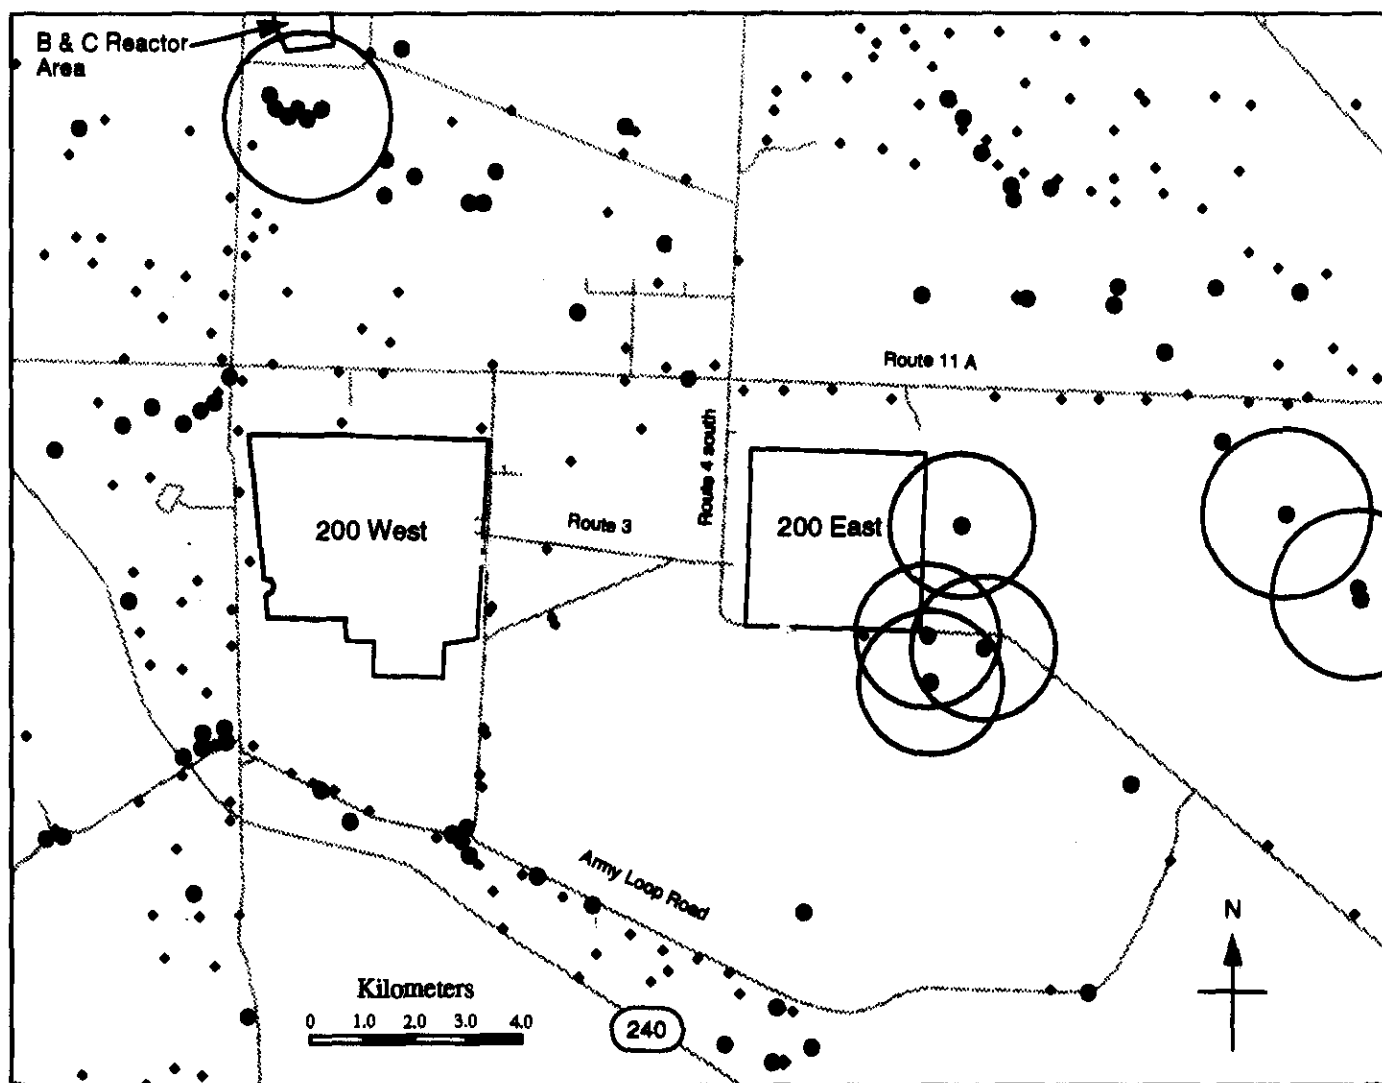 B & C Reactor
Area
Route 11 A
Route 4 south
200 West
Route 3
200 East
Army Loop Road
N
Kilometers
0 1.0 2.0 3.0 4.0
240